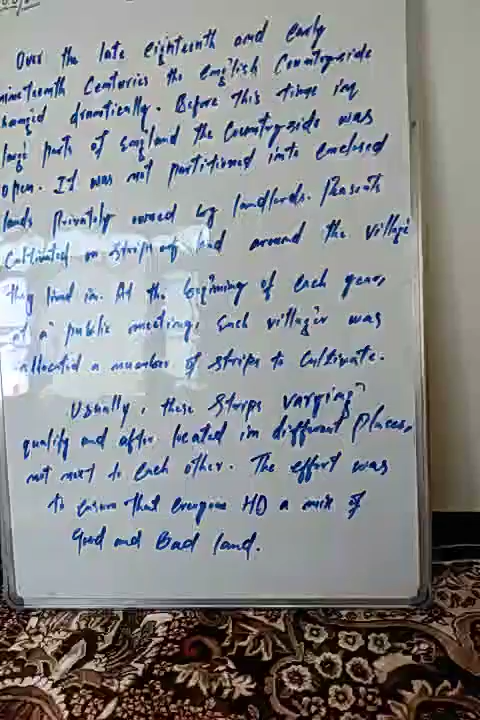 Over the late eighteenth and early
nineteenth Centuries the english Countryside
hanged dramatically. Before this time in
large parts of England the Countryside was
open. It was not partitioned into enclosed
lands Privately owned by landlords. Peasants
Cultivated on strips of land around the village
they lived in. At the beginning of each year,
at a public meeting, each villager was
allocated a number of strips to Cultivate.
Usually, these Strips varying
quality and often located in different Places,
not next to each other. The effort was
to ensure that everyone HD a mix of
Good and Bad land.